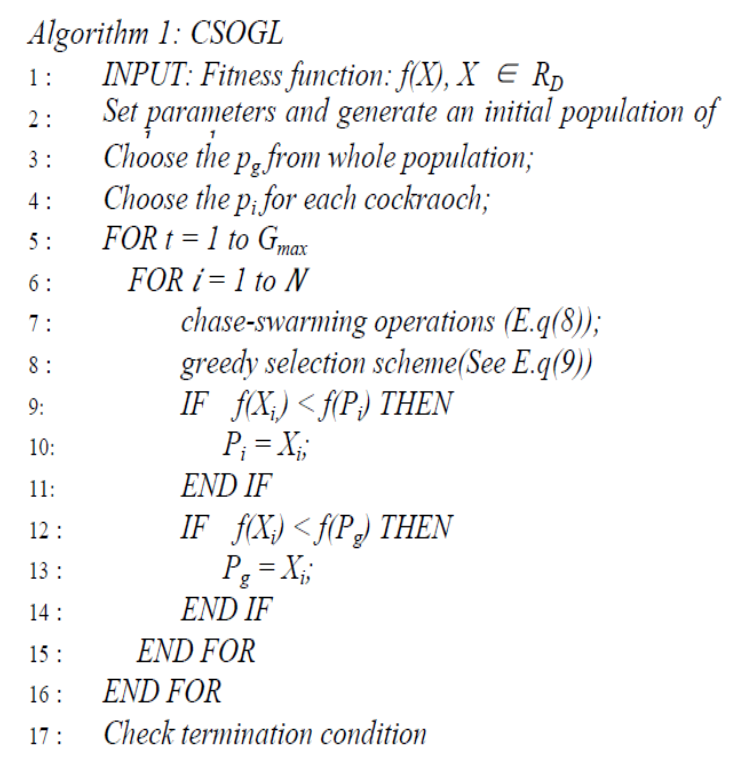 Algorithm 1: CSOGL
1 : INPUT: Fitness function: f(X), X ∈ R_D
2 : Set parameters and generate an initial population of
3 : Choose the p_g from whole population;
4 : Choose the p_i for each cockraoch;
5 : FOR t = 1 to G_max
6 : FOR i = 1 to N
7 : chase-swarming operations (E.q(8));
8 : greedy selection scheme(See E.q(9))
9: IF f(X_i,) < f(P_i) THEN
10: P_i = X_i;
11: END IF
12 : IF f(X_i) < f(P_g) THEN
13 : P_g = X_i;
14 : END IF
15 : END FOR
16 : END FOR
17 : Check termination condition